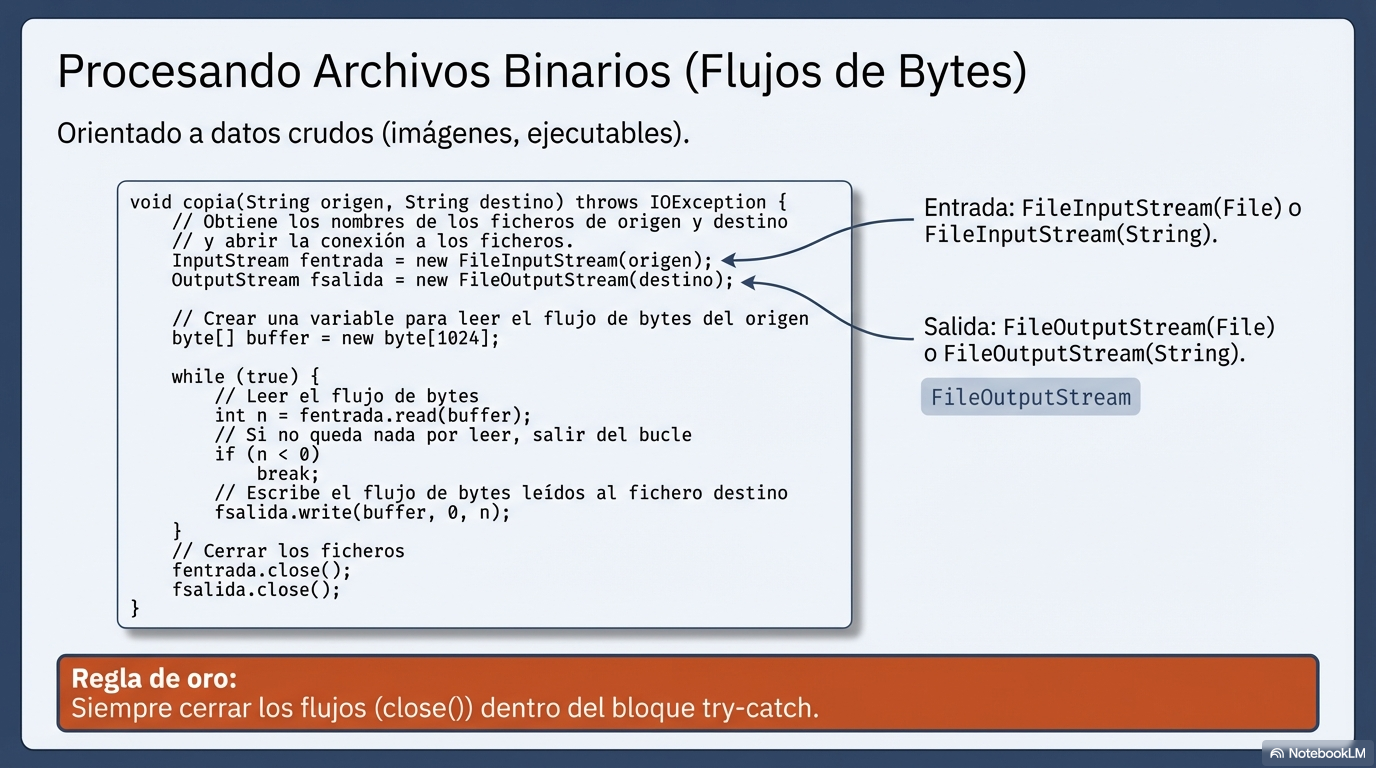 Procesando Archivos Binarios (Flujos de Bytes)
Orientado a datos crudos (imágenes, ejecutables).
void copia(String origen, String destino) throws IOException {
    // Obtiene los nombres de los ficheros de origen y destino
    // y abrir la conexión a los ficheros.
    InputStream fentrada = new FileInputStream(origen);
    OutputStream fsalida = new FileOutputStream(destino);
    // Crear una variable para leer el flujo de bytes del origen
    byte[] buffer = new byte[1024];
    while (true) {
        // Leer el flujo de bytes
        int n = fentrada.read(buffer);
        // Si no queda nada por leer, salir del bucle
        if (n < 0)
            break;
        // Escribe el flujo de bytes leídos al fichero destino
        fsalida.write(buffer, 0, n);
    }
    // Cerrar los ficheros
    fentrada.close();
    fsalida.close();
}
Entrada: FileInputStream(File) o
FileInputStream(String).
Salida: FileOutputStream(File)
o FileOutputStream(String).
FileOutputStream
Regla de oro:
Siempre cerrar los flujos (close()) dentro del bloque try-catch.
NotebookLM